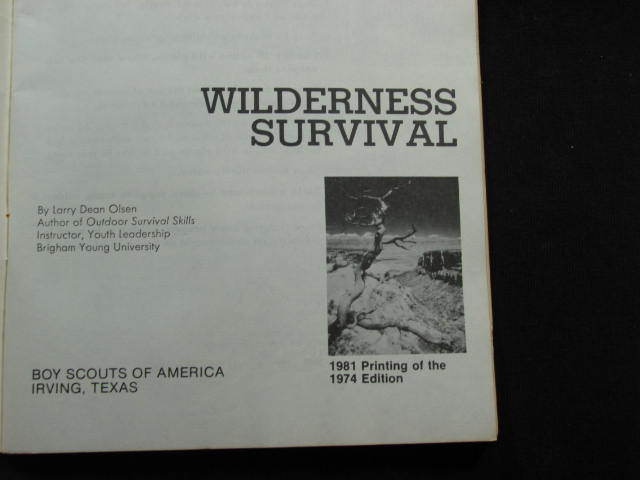 WILDERNESS
SURVIVAL
By Larry Dean Olsen
Author of Outdoor Survival Skills
Instructor, Youth Leadership
Brigham Young University
BOY SCOUTS OF AMERICA
IRVING, TEXAS
1981 Printing of the
1974 Edition